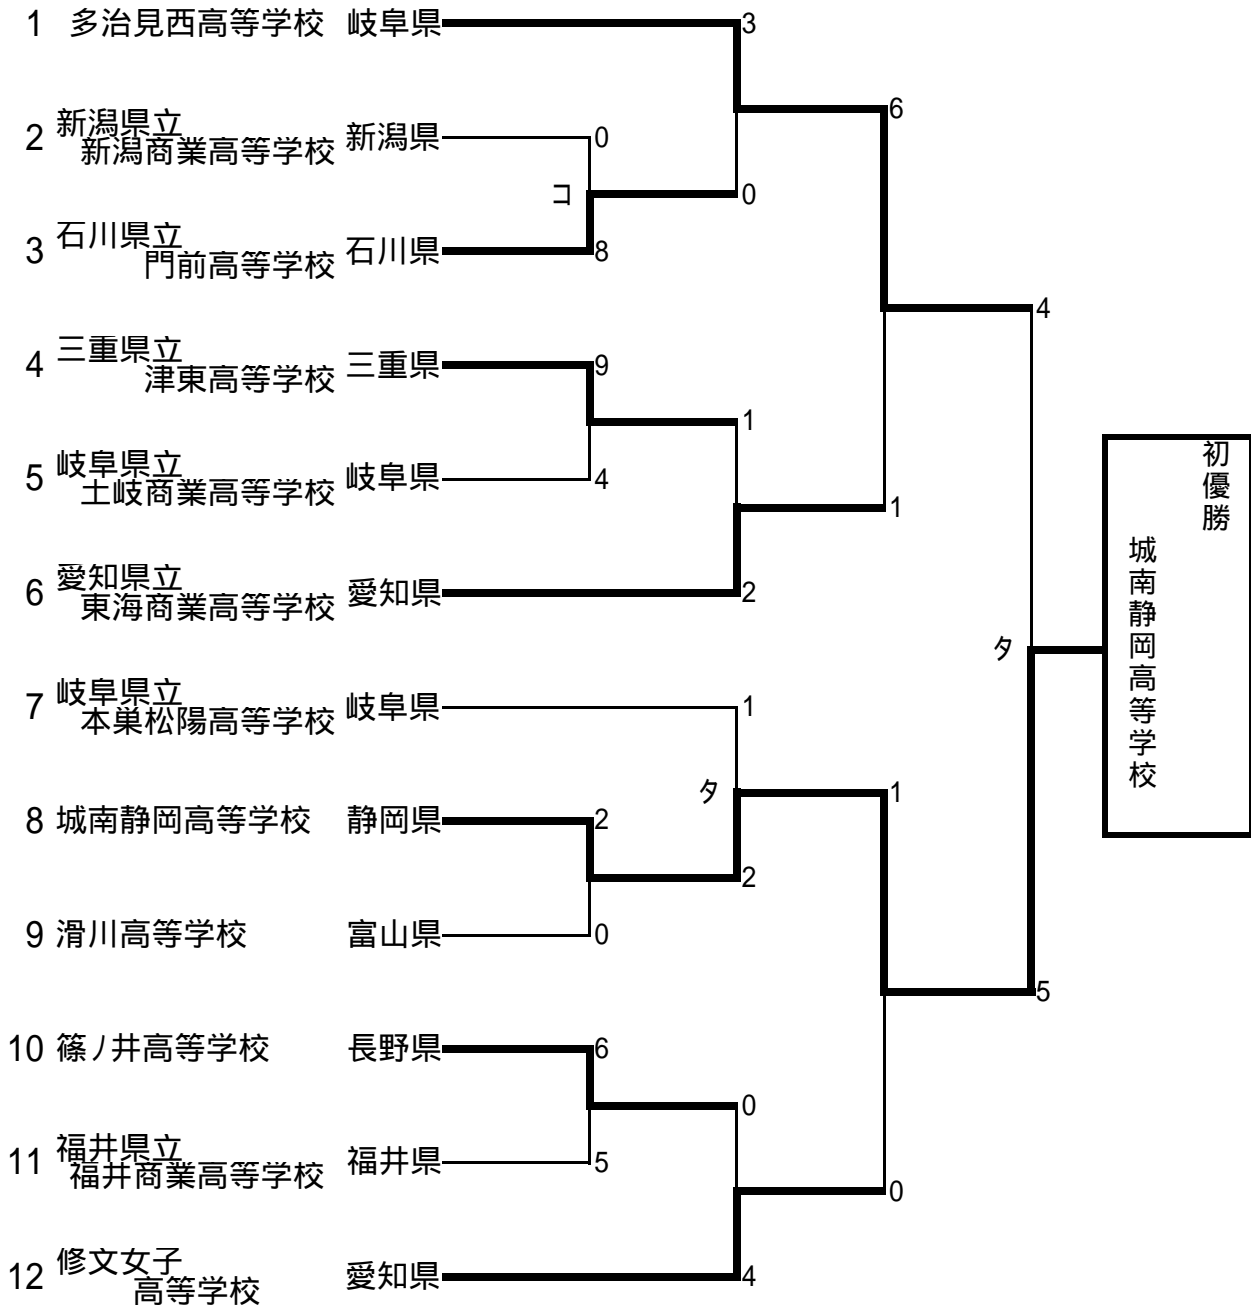 1 多治見西高等学校 岐阜県
3
6
2 新潟県立
新潟商業高等学校 新潟県
0
コ
0
3 石川県立
門前高等学校 石川県
8
4
4 三重県立
津東高等学校 三重県
9
1
5 岐阜県立
土岐商業高等学校 岐阜県
4
1
6 愛知県立
東海商業高等学校 愛知県
2
初優勝
城南静岡高等学校
タ
7 岐阜県立
本巣松陽高等学校 岐阜県
1
タ
1
8 城南静岡高等学校 静岡県
2
2
9 滑川高等学校 富山県
0
5
10 篠ノ井高等学校 長野県
6
0
11 福井県立
福井商業高等学校 福井県
5
0
12 修文女子
高等学校 愛知県
4